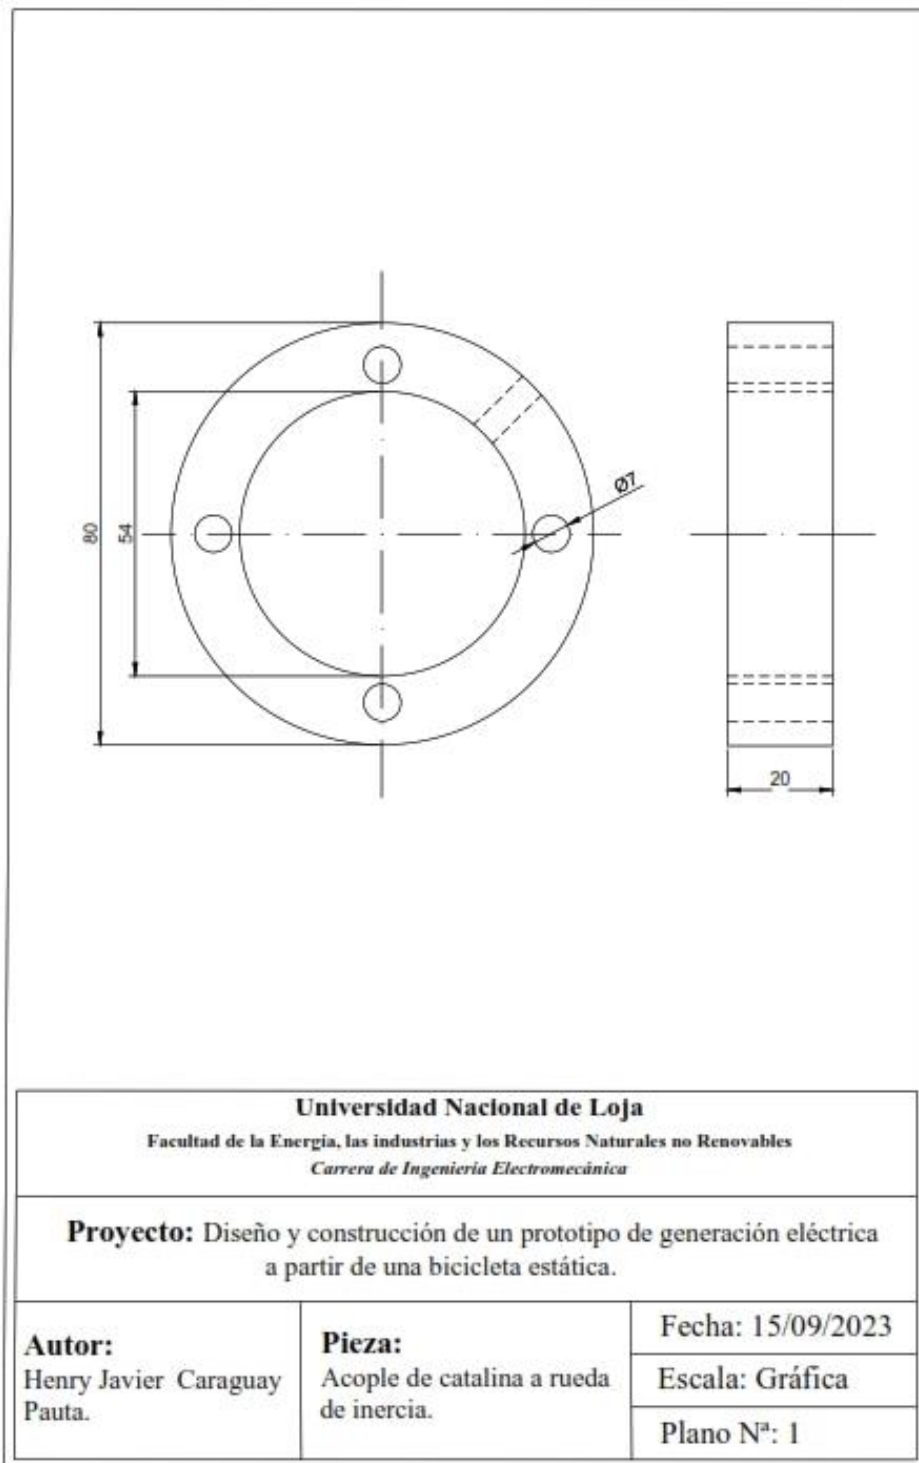 80
54
Ø7
20
Universidad Nacional de Loja
Facultad de la Energía, las industrias y los Recursos Naturales no Renovables
Carrera de Ingeniería Electromecánica
Proyecto: Diseño y construcción de un prototipo de generación eléctrica
a partir de una bicicleta estática.
Autor:
Henry Javier Caraguay
Pauta.
Pieza:
Acople de catalina a rueda
de inercia.
Fecha: 15/09/2023
Escala: Gráfica
Plano Nª: 1